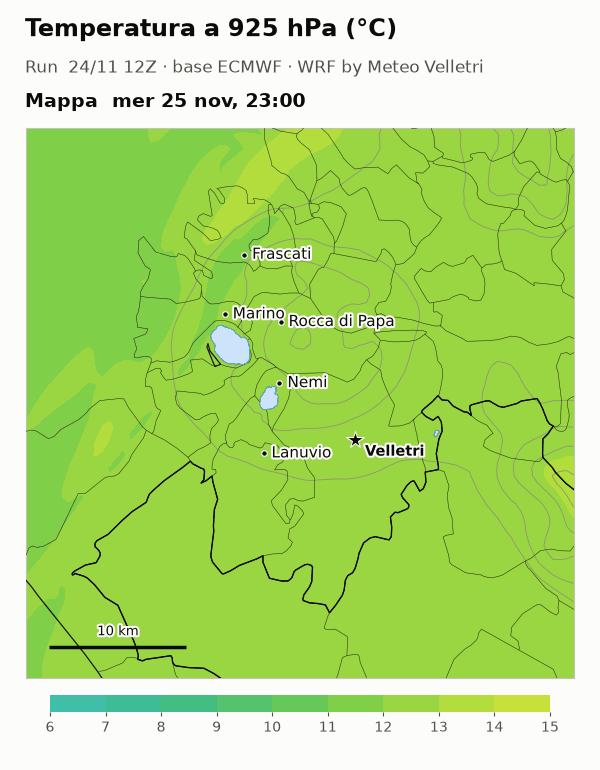 Temperatura a 925 hPa (°C)
Run  24/11 12Z · base ECMWF · WRF by Meteo Velletri
Mappa  mer 25 nov, 23:00
Frascati
Marino
Rocca di Papa
Nemi
Velletri
Lanuvio
10 km
6 7 8 9 10 11 12 13 14 15